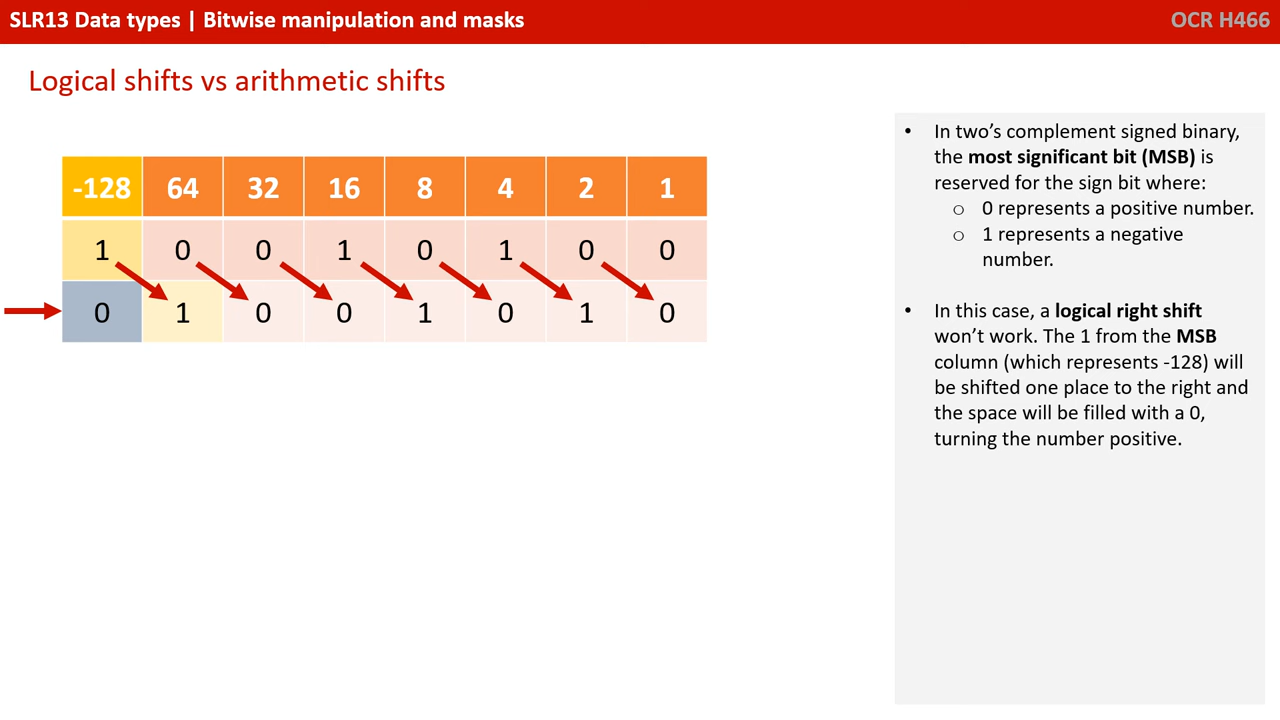 SLR13 Data types | Bitwise manipulation and masks
OCR H466
Logical shifts vs arithmetic shifts
-128 64 32 16 8 4 2 1
1 0 0 1 0 1 0 0
0 1 0 0 1 0 1 0
• In two’s complement signed binary,
the most significant bit (MSB) is
reserved for the sign bit where:
○ 0 represents a positive number.
○ 1 represents a negative
number.
• In this case, a logical right shift
won’t work. The 1 from the MSB
column (which represents -128) will
be shifted one place to the right and
the space will be filled with a 0,
turning the number positive.